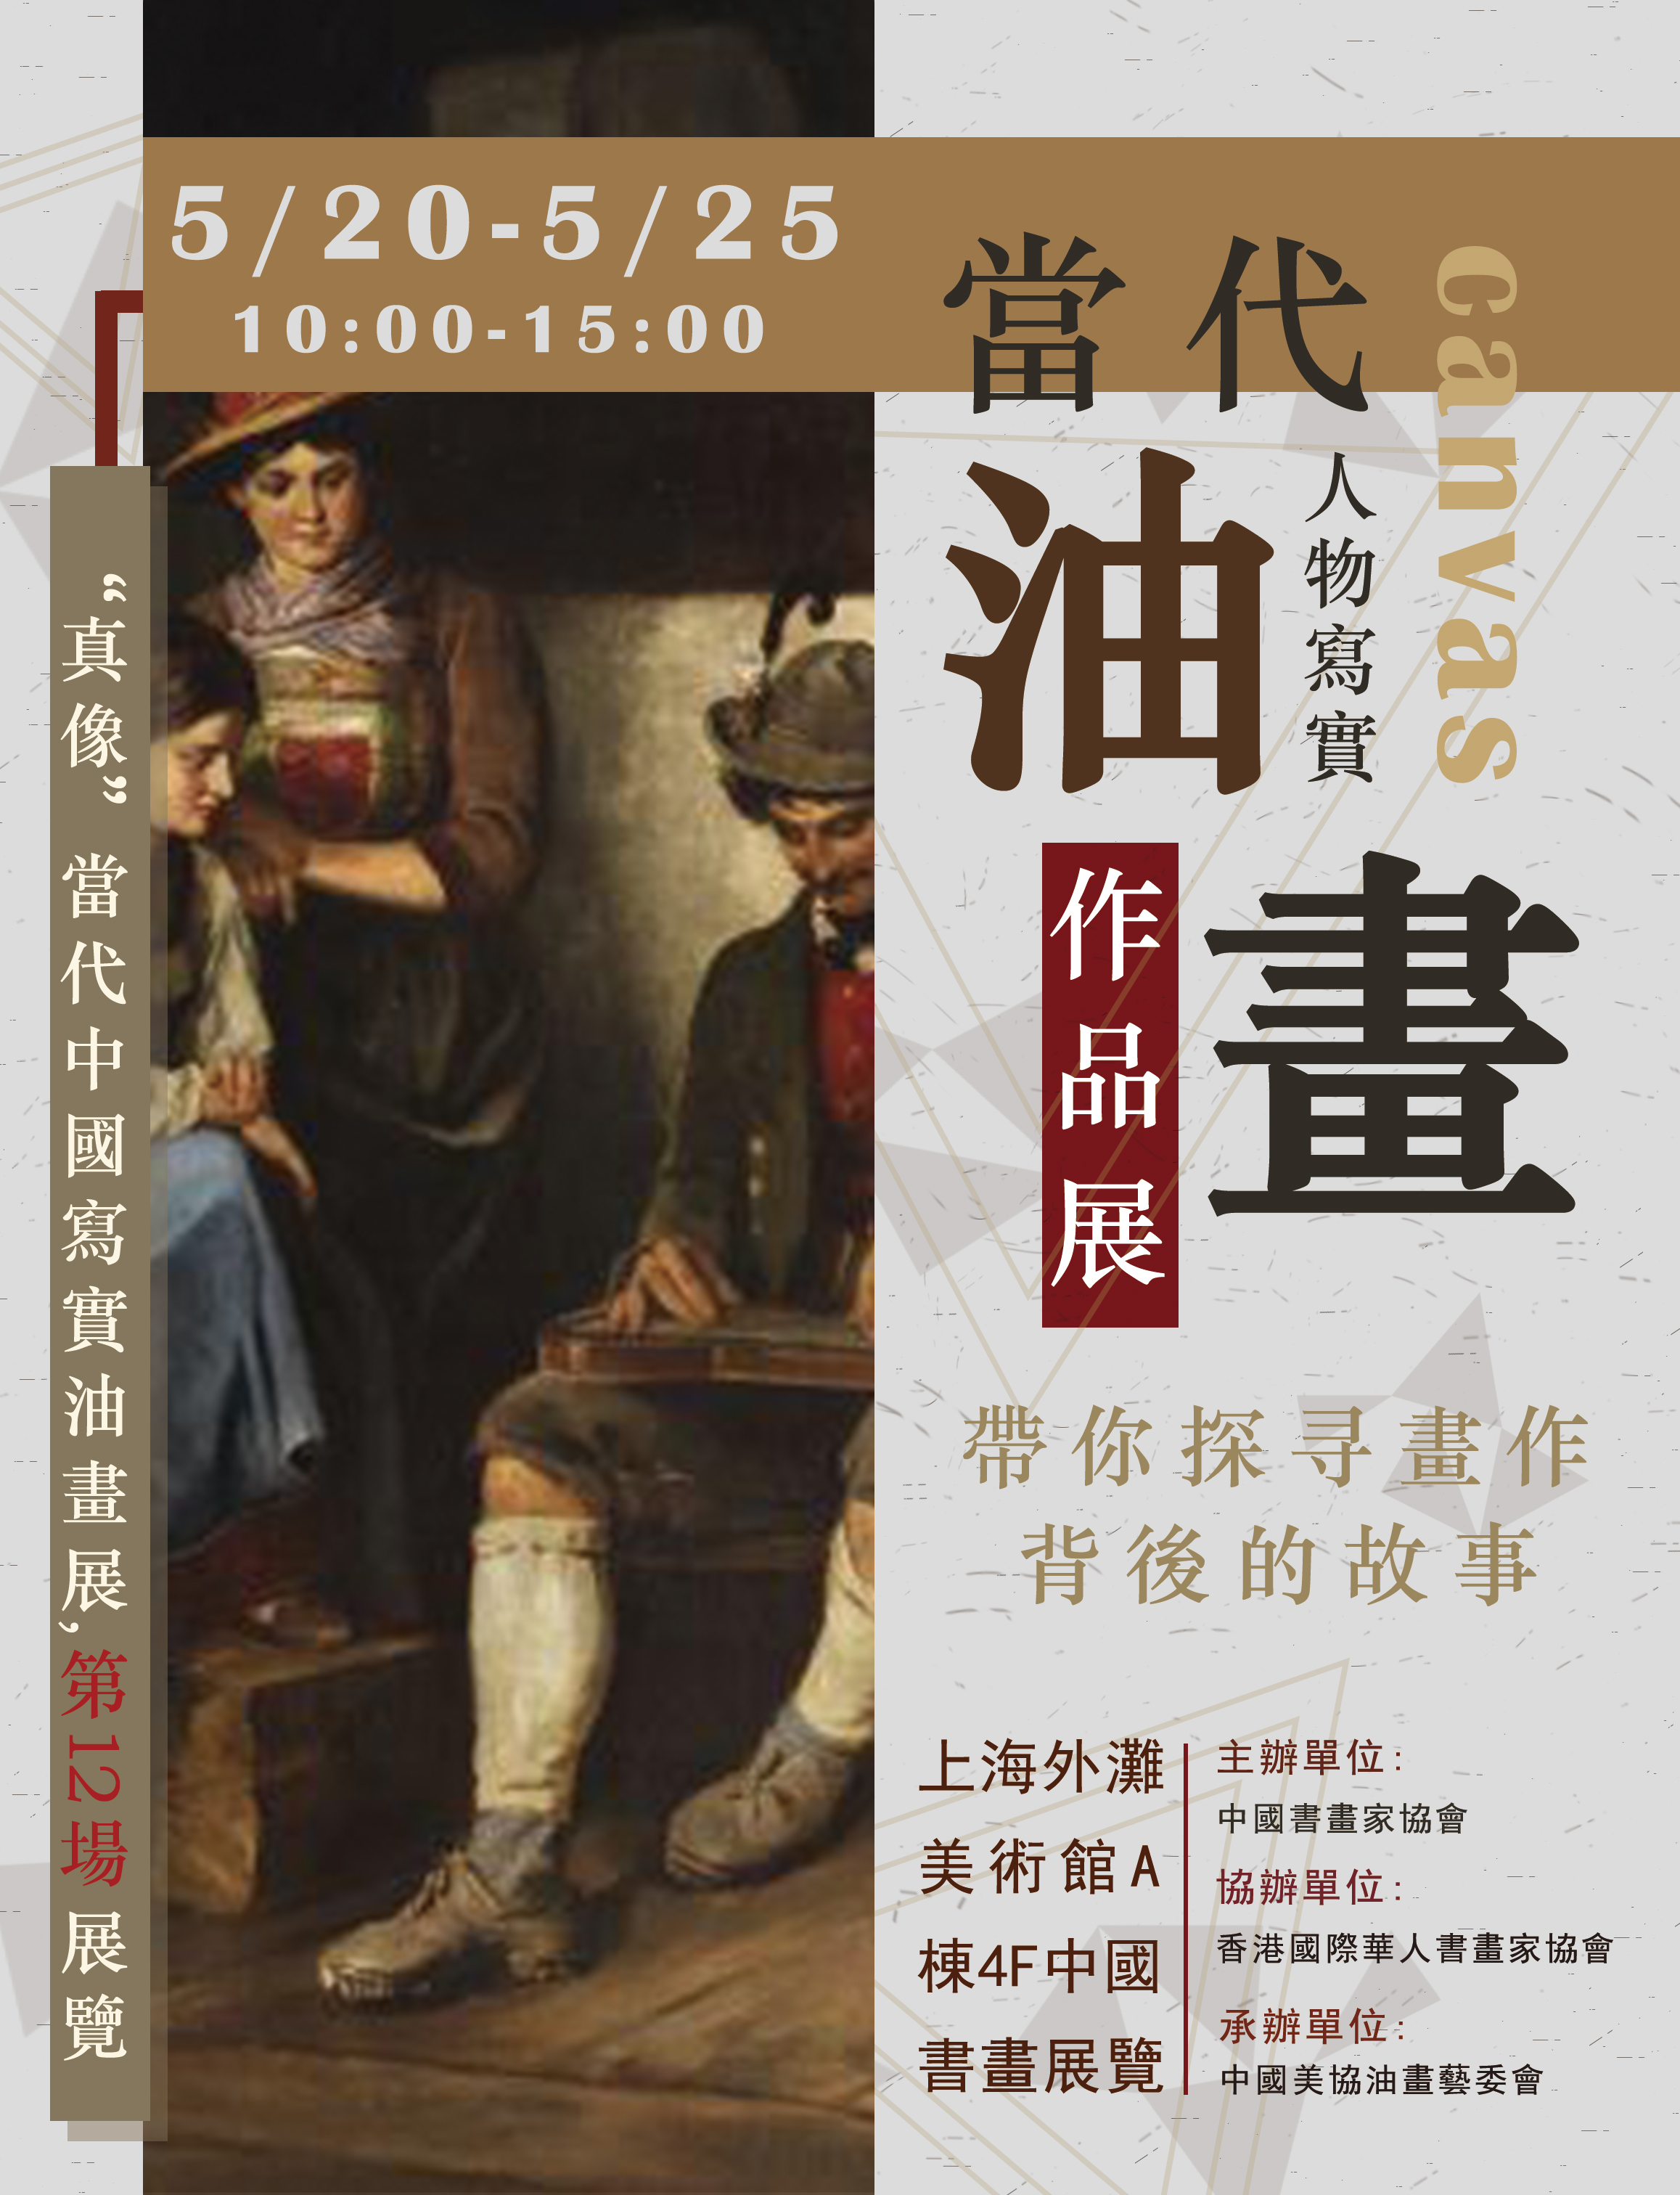 5/20-5/25
10:00-15:00
當代
油
人物寫實
canvas
畫
作品展
“真像” 當代中國寫實油畫展,第12場展覽
帶你探寻畫作
背後的故事
上海外灘
美術館A
棟4F中國
書畫展覽
主辦單位:
中國書畫家協會
協辦單位:
香港國際華人書畫家協會
承辦單位:
中國美協油畫藝委會